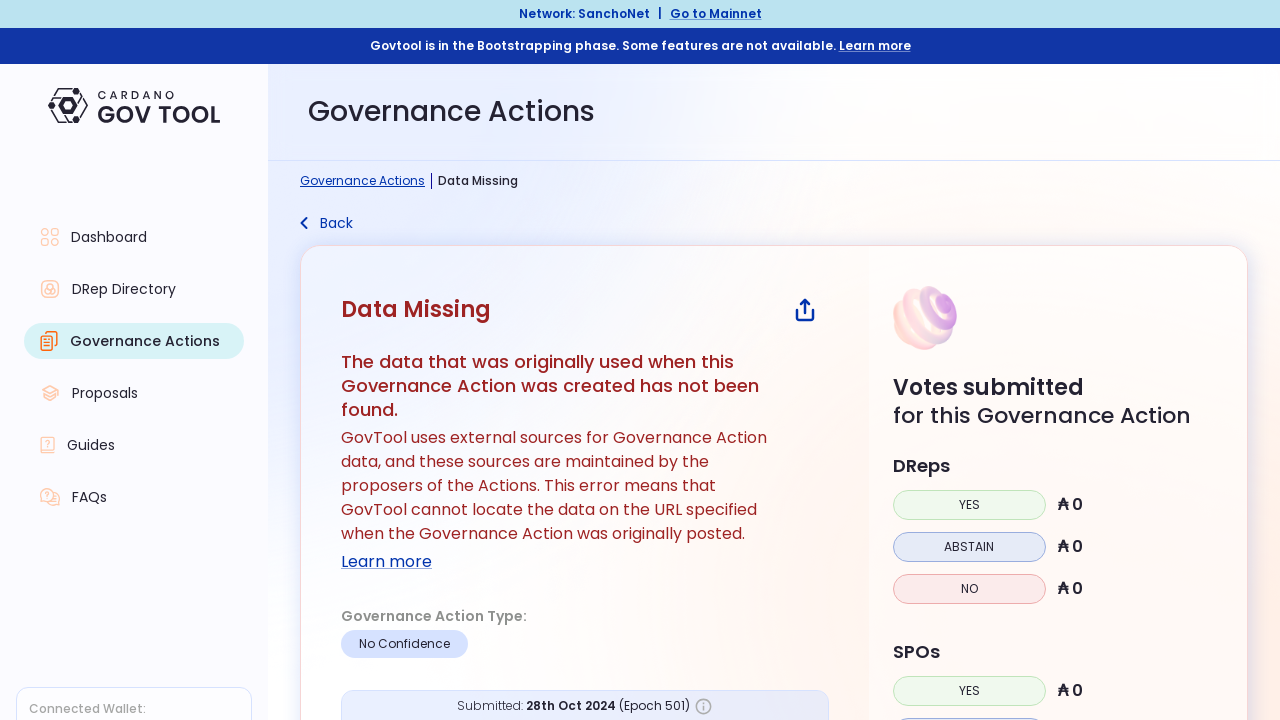 Network: SanchoNet | Go to Mainnet
Govtool is in the Bootstrapping phase. Some features are not available. Learn more
CARDANO
GOV TOOL
Governance Actions
Governance Actions | Data Missing
Back
Dashboard
DRep Directory
Governance Actions
Proposals
Guides
FAQs
Connected Wallet:
Data Missing
The data that was originally used when this
Governance Action was created has not been
found.
GovTool uses external sources for Governance Action
data, and these sources are maintained by the
proposers of the Actions. This error means that
GovTool cannot locate the data on the URL specified
when the Governance Action was originally posted.
Learn more
Governance Action Type:
No Confidence
Submitted: 28th Oct 2024 (Epoch 501)
Votes submitted
for this Governance Action
DReps
YES ₳ 0
ABSTAIN ₳ 0
NO ₳ 0
SPOs
YES ₳ 0